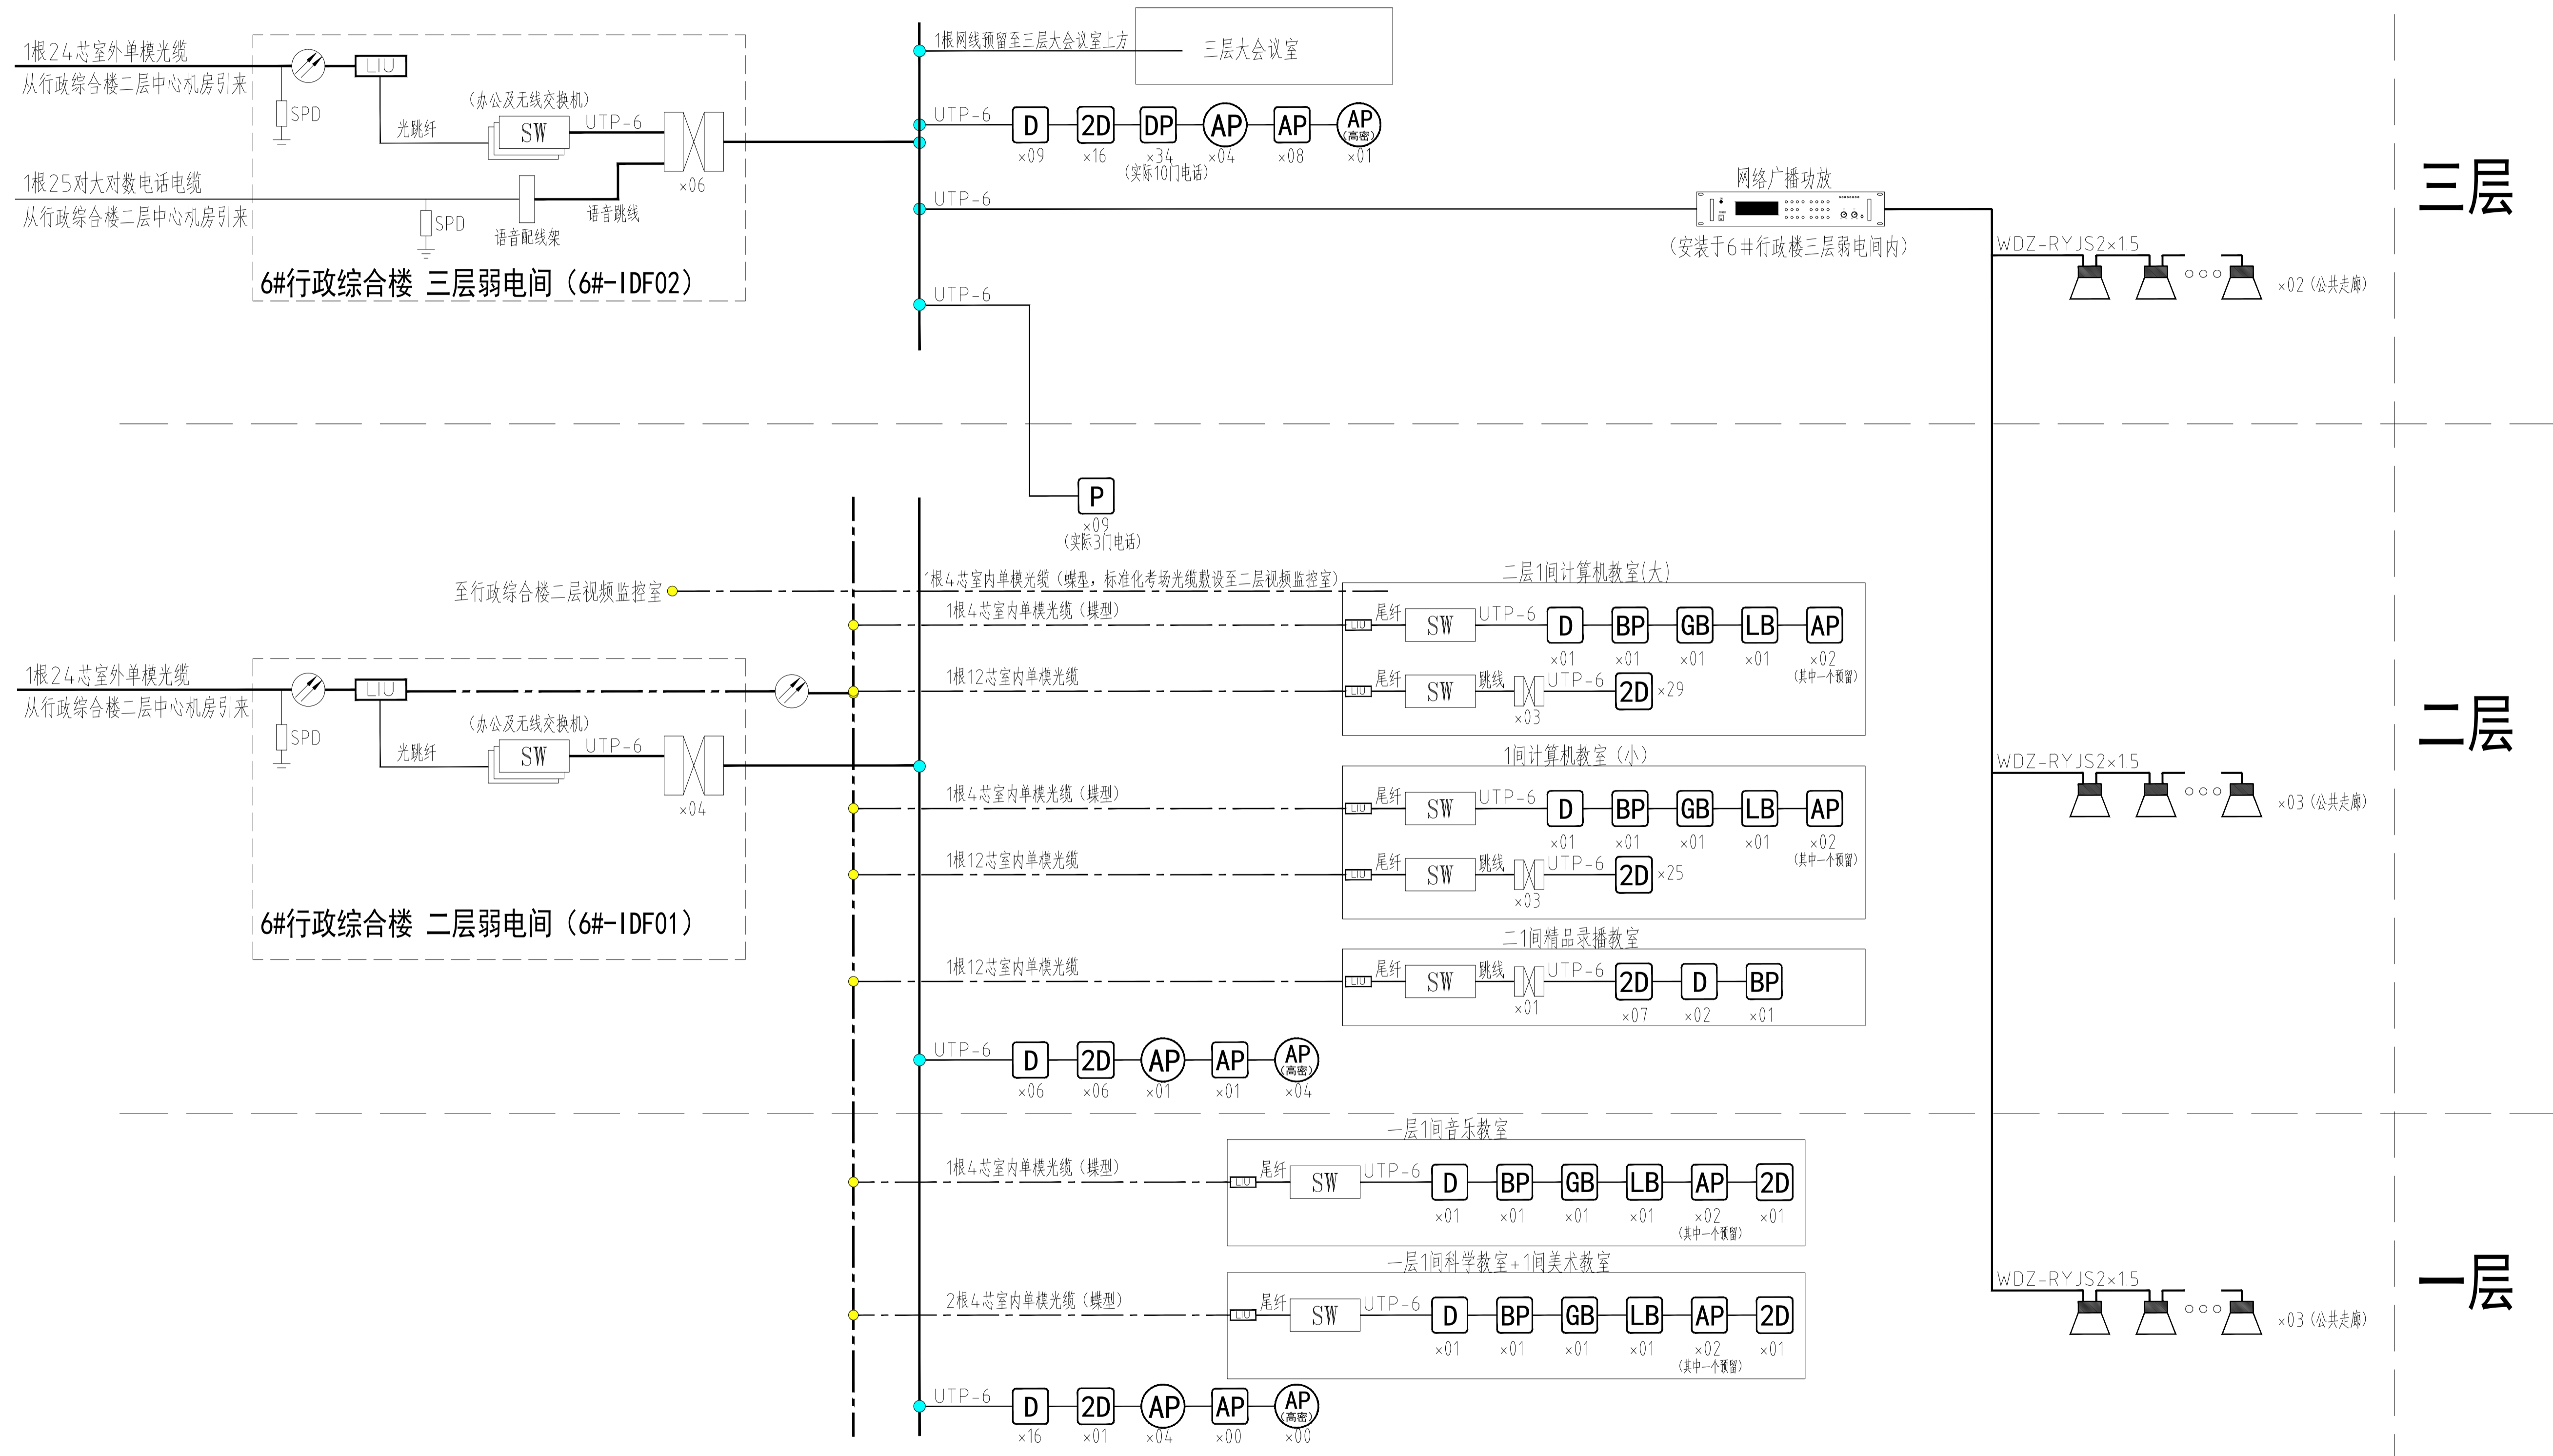 1根24芯室外单模光缆
从行政综合楼二层中心机房引来
LIU
SPD
光跳纤
(办公及无线交换机)
SW
UTP-6
×06
1根25对大对数电话电缆
从行政综合楼二层中心机房引来
SPD
语音配线架
语音跳线
6#行政综合楼 三层弱电间（6#-IDF02）
1根网线预留至三层大会议室上方
三层大会议室
UTP-6
D 2D DP AP AP AP(高密)
×09 ×16 ×34 ×04 ×08 ×01
(实际10门电话)
UTP-6
网络广播功放
(安装于6#行政楼三层弱电间内)
WDZ-RYJS2×1.5
×02 (公共走廊)
三层
UTP-6
P
×09
(实际3门电话)
至行政综合楼二层视频监控室
1根4芯室内单模光缆（蝶型，标准化考场光缆敷设至二层视频监控室）
二层1间计算机教室(大)
1根4芯室内单模光缆（蝶型）
LIU 尾纤 SW UTP-6 D BP GB LB AP
×01 ×01 ×01 ×01 ×02
(其中一个预留)
1根12芯室内单模光缆
LIU 尾纤 SW 跳线 UTP-6 2D ×29
×03
1根24芯室外单模光缆
从行政综合楼二层中心机房引来
LIU
SPD
光跳纤
(办公及无线交换机)
SW
UTP-6
×04
6#行政综合楼 二层弱电间（6#-IDF01）
1间计算机教室（小）
1根4芯室内单模光缆（蝶型）
LIU 尾纤 SW UTP-6 D BP GB LB AP
×01 ×01 ×01 ×01 ×02
(其中一个预留)
1根12芯室内单模光缆
LIU 尾纤 SW 跳线 UTP-6 2D ×25
×03
二1间精品录播教室
1根12芯室内单模光缆
LIU 尾纤 SW 跳线 UTP-6 2D D BP
×01 ×07 ×02 ×01
WDZ-RYJS2×1.5
×03 (公共走廊)
二层
UTP-6
D 2D AP AP AP(高密)
×06 ×06 ×01 ×01 ×04
一层1间音乐教室
1根4芯室内单模光缆（蝶型）
LIU 尾纤 SW UTP-6 D BP GB LB AP 2D
×01 ×01 ×01 ×01 ×02 ×01
(其中一个预留)
一层1间科学教室+1间美术教室
2根4芯室内单模光缆（蝶型）
LIU 尾纤 SW UTP-6 D BP GB LB AP 2D
×01 ×01 ×01 ×01 ×02 ×01
(其中一个预留)
WDZ-RYJS2×1.5
×03 (公共走廊)
一层
UTP-6
D 2D AP AP AP(高密)
×16 ×01 ×04 ×00 ×00